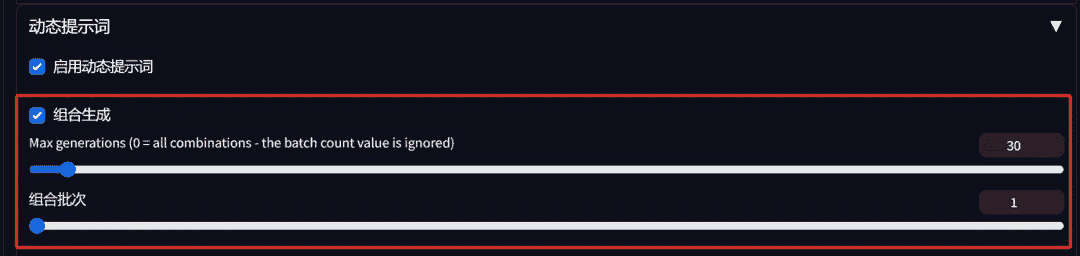 动态提示词
启用动态提示词
组合生成
Max generations (0 = all combinations - the batch count value is ignored)
30
组合批次
1